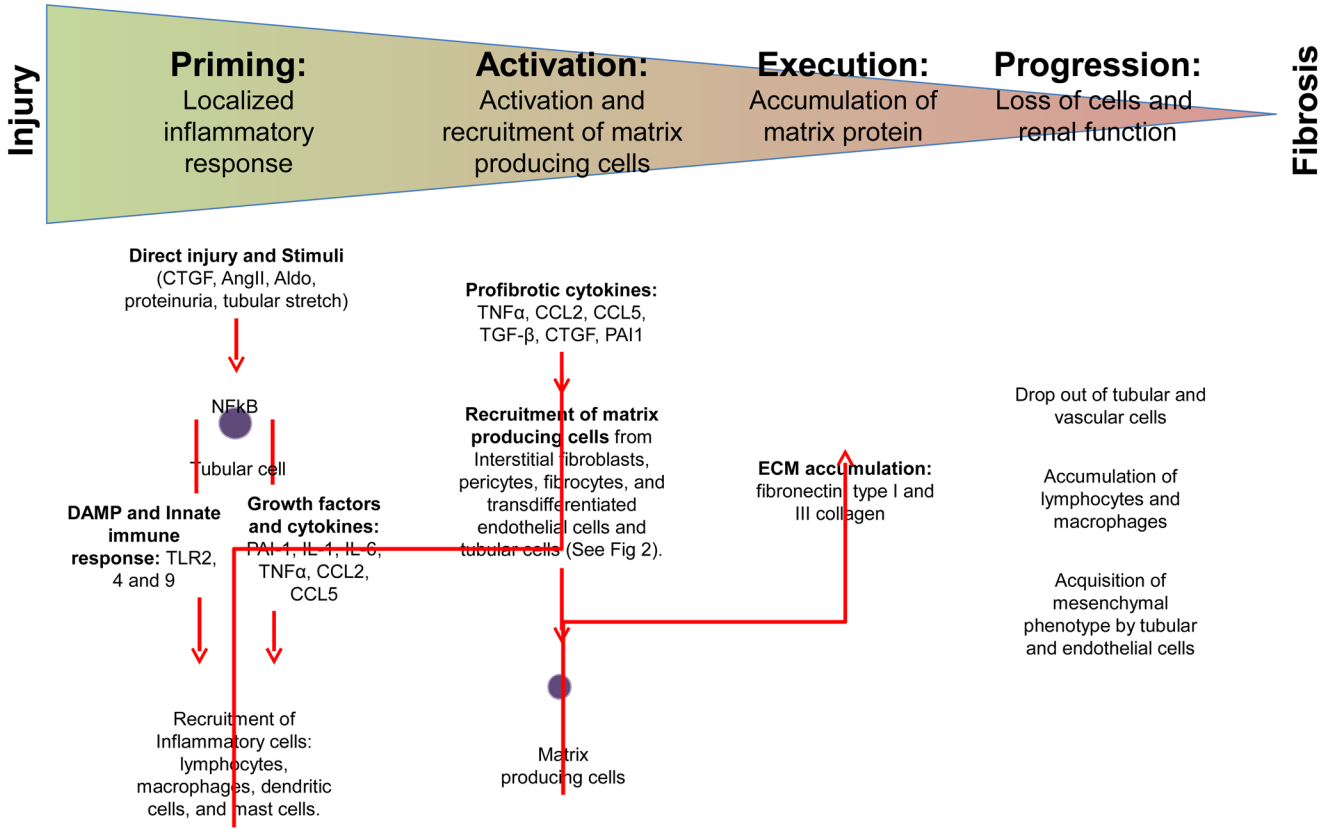 Injury
Priming:
Localized
inflammatory
response
Activation:
Activation and
recruitment of matrix
producing cells
Execution:
Accumulation of
matrix protein
Progression:
Loss of cells and
renal function
Fibrosis
Direct injury and Stimuli
(CTGF, AngII, Aldo,
proteinuria, tubular stretch)
NFkB
Tubular cell
DAMP and Innate
immune
response: TLR2,
4 and 9
Growth factors
and cytokines:
PAI-1, IL-1, IL-6,
TNFα, CCL2,
CCL5
Recruitment of
Inflammatory cells:
lymphocytes,
macrophages, dendritic
cells, and mast cells.
Profibrotic cytokines:
TNFα, CCL2, CCL5,
TGF-β, CTGF, PAI1
Recruitment of matrix
producing cells from
Interstitial fibroblasts,
pericytes, fibrocytes, and
transdifferentiated
endothelial cells and
tubular cells (See Fig 2).
Matrix
producing cells
ECM accumulation:
fibronectin, type I and
III collagen
Drop out of tubular and
vascular cells
Accumulation of
lymphocytes and
macrophages
Acquisition of
mesenchymal
phenotype by tubular
and endothelial cells